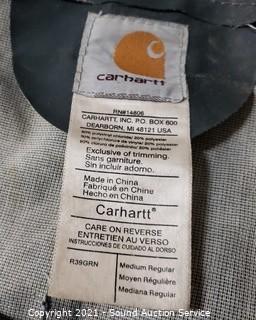 carhartt
RN#14806
CARHARTT, INC. P.O. BOX 600
DEARBORN, MI 48121 USA
Exclusive of trimming.
Sans garniture.
Sin incluir adorno.
Made in China
Fabriqué en Chine
Hecho en China
Carhartt®
CARE ON REVERSE
ENTRETIEN AU VERSO
INSTRUCCIONES DE CUIDADO AL DORSO
R39GRN
Medium Regular
Moyen Régulière
Mediana Regular
Copyright 2021 - Sound Auction Service